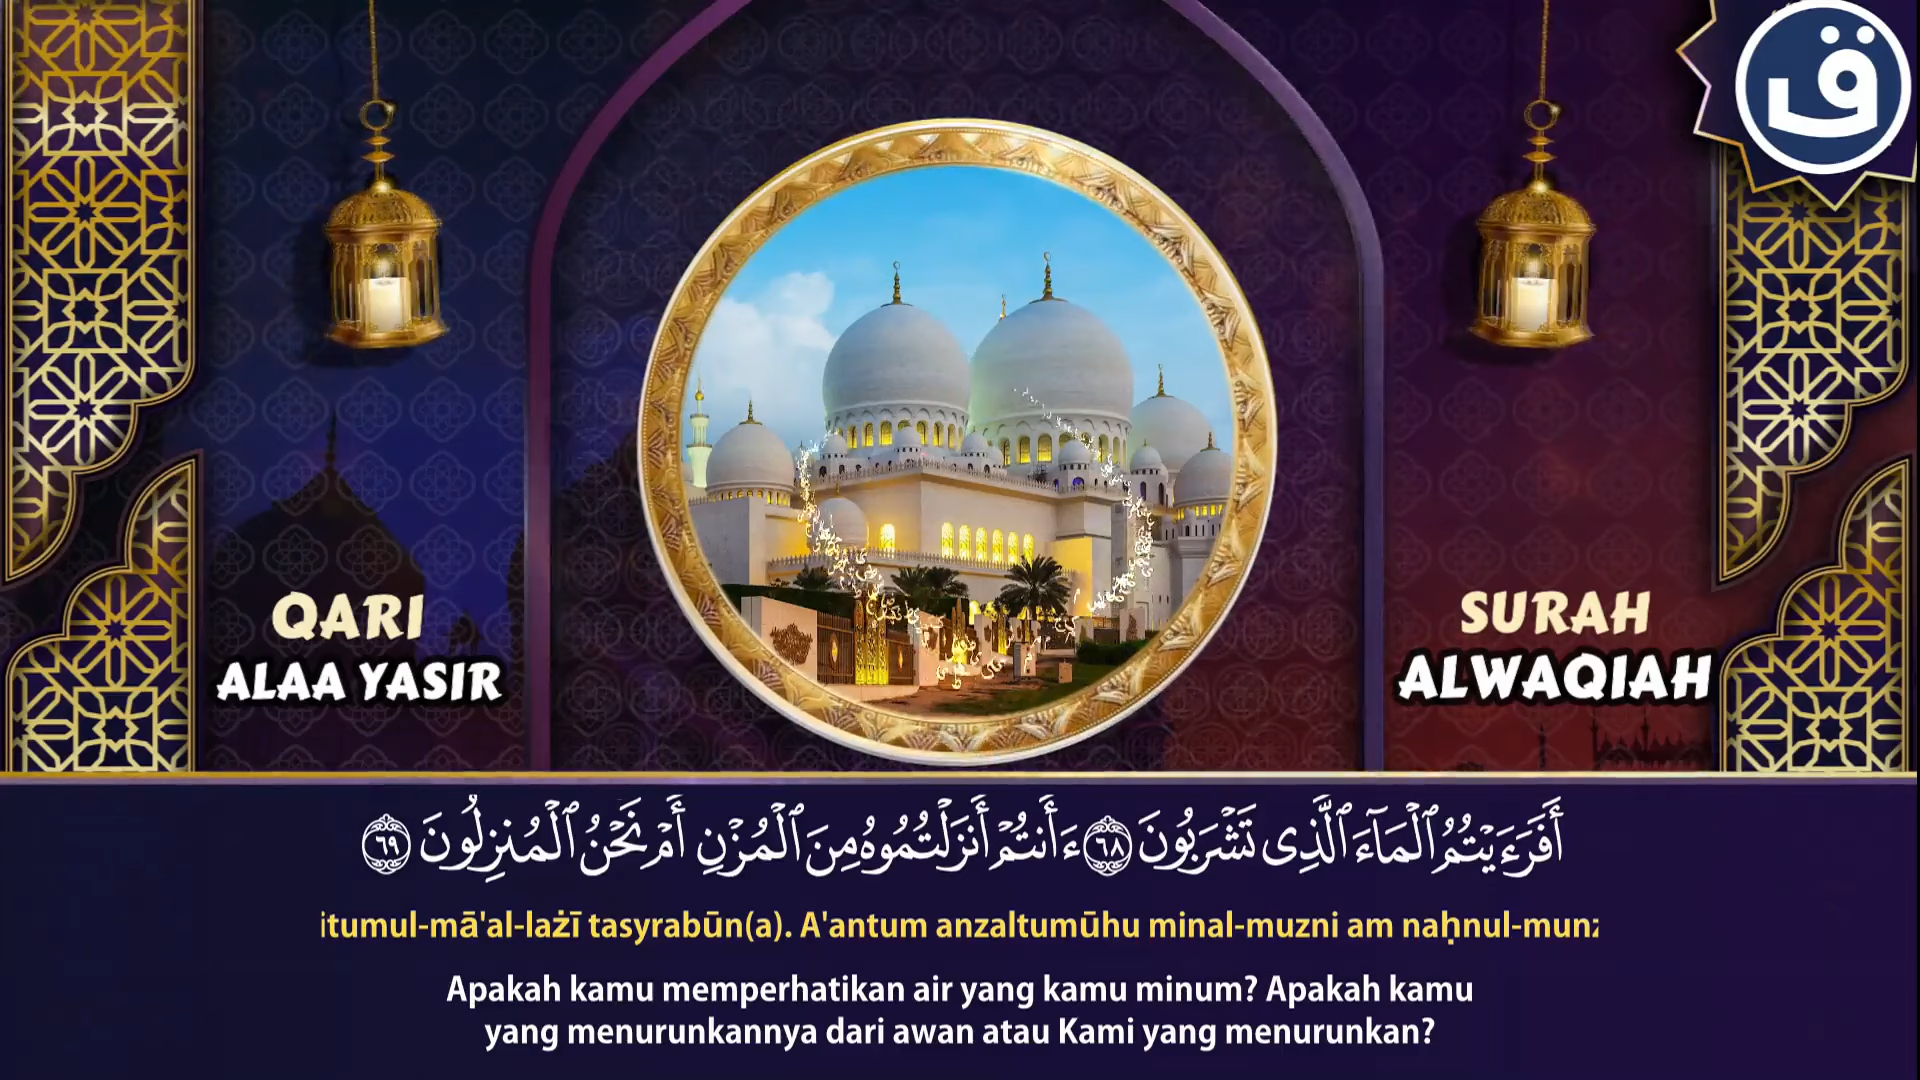 ق
QARI
ALAA YASIR
SURAH
ALWAQIAH
أَفَرَءَيْتُمُ ٱلْمَآءَ ٱلَّذِى تَشْرَبُونَ ٦٨ ءَأَنتُمْ أَنزَلْتُمُوهُ مِنَ ٱلْمُزْنِ أَمْ نَحْنُ ٱلْمُنزِلُونَ ٦٩
itumul-mā'al-lażī tasyrabūn(a). A'antum anzaltumūhu minal-muzni am naḥnul-munz
Apakah kamu memperhatikan air yang kamu minum? Apakah kamu
yang menurunkannya dari awan atau Kami yang menurunkan?